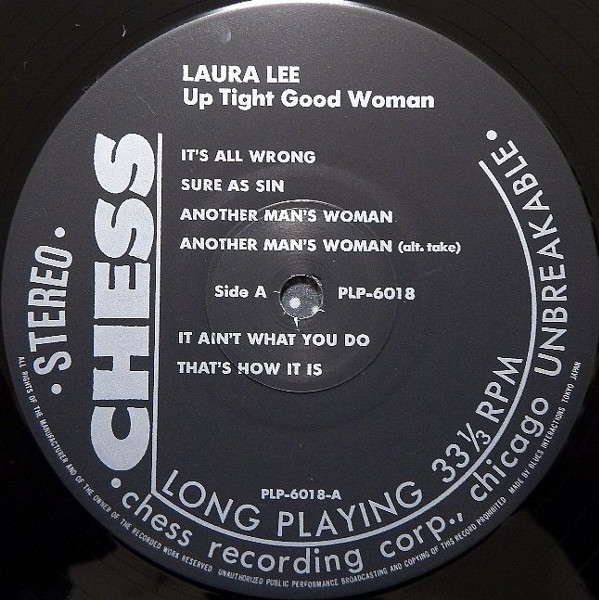 LAURA LEE
Up Tight Good Woman
IT'S ALL WRONG
SURE AS SIN
ANOTHER MAN'S WOMAN
ANOTHER MAN'S WOMAN (alt. take)
Side A PLP-6018
IT AIN'T WHAT YOU DO
THAT'S HOW IT IS
PLP-6018-A
CHESS
• STEREO •
LONG PLAYING 33⅓ RPM UNBREAKABLE •
• chess recording corp., chicago
ALL RIGHTS OF THE MANUFACTURER AND OF THE OWNER OF THE RECORDED WORK RESERVED. UNAUTHORIZED PUBLIC PERFORMANCE BROADCASTING AND COPYING OF THIS RECORD PROHIBITED. MADE BY BLUES INTERACTIONS TOKYO JAPAN